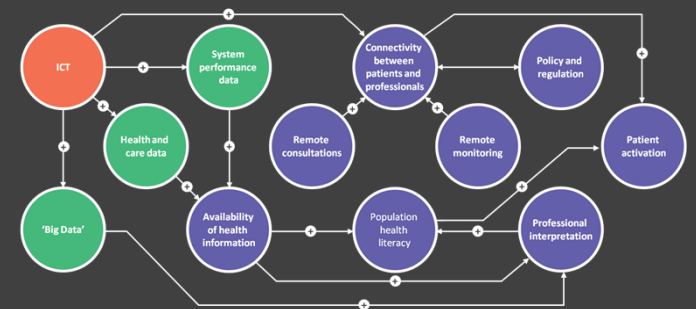 ICT
System
performance
data
Connectivity
between
patients and
professionals
Policy and
regulation
Health and
care data
Remote
consultations
Remote
monitoring
Patient
activation
'Big Data'
Availability
of health
information
Population
health
literacy
Professional
interpretation